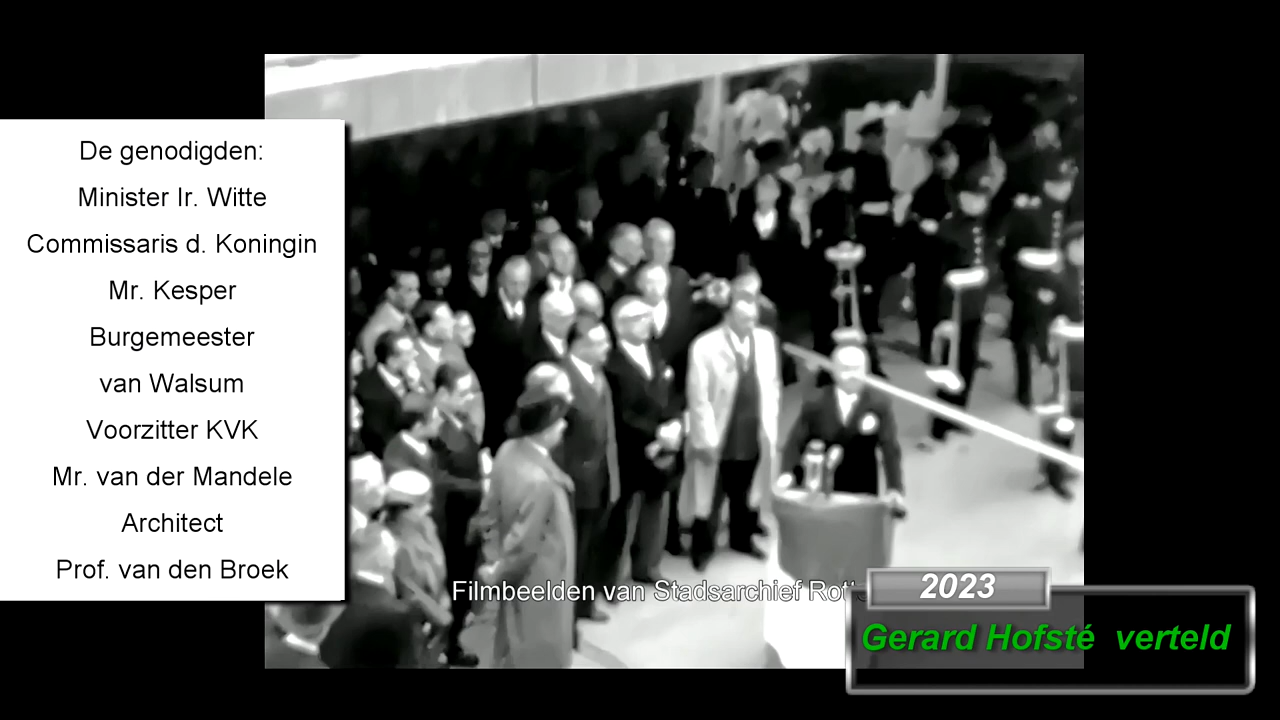 De genodigden:
Minister Ir. Witte
Commissaris d. Koningin
Mr. Kesper
Burgemeester
van Walsum
Voorzitter KVK
Mr. van der Mandele
Architect
Prof. van den Broek
Filmbeelden van Stadsarchief Rott
2023
Gerard Hofsté verteld